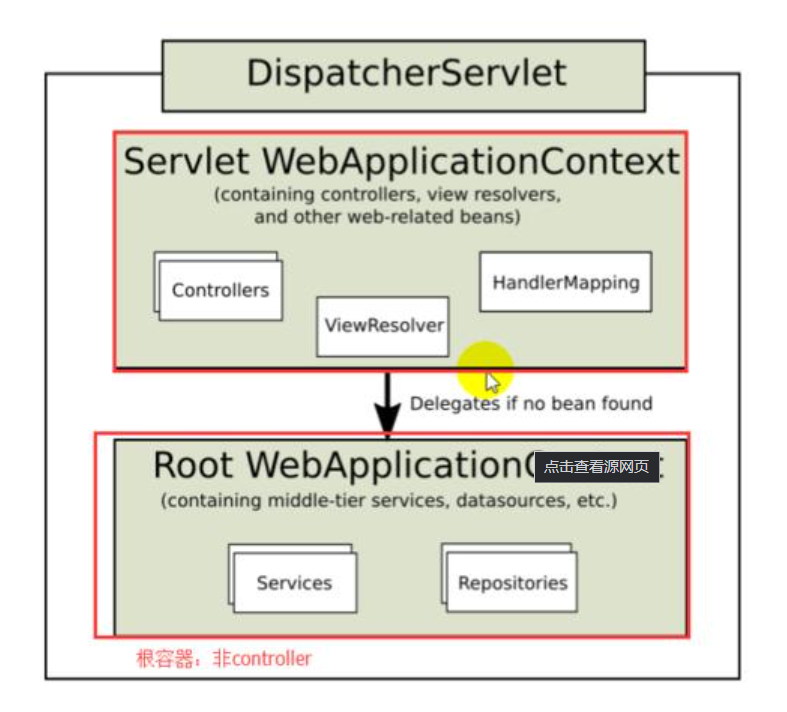 DispatcherServlet
Servlet WebApplicationContext
(containing controllers, view resolvers,
and other web-related beans)
Controllers
HandlerMapping
ViewResolver
Delegates if no bean found
Root
点击查看源网页
(containing middle-tier services, datasources, etc.)
Services
Repositories
根容器：非controller